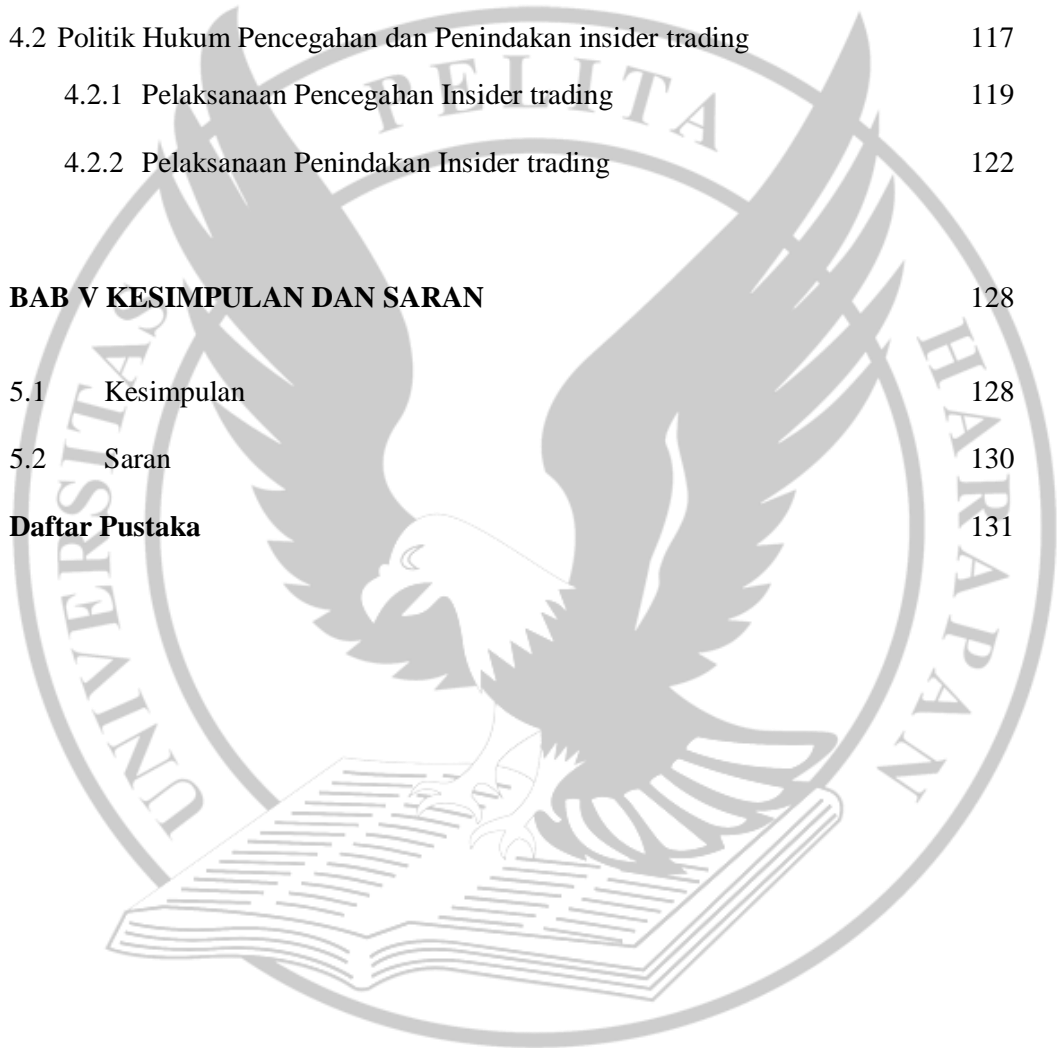 4.2 Politik Hukum Pencegahan dan Penindakan insider trading 117
4.2.1 Pelaksanaan Pencegahan Insider trading 119
4.2.2 Pelaksanaan Penindakan Insider trading 122
BAB V KESIMPULAN DAN SARAN 128
5.1 Kesimpulan 128
5.2 Saran 130
Daftar Pustaka 131
UNIVERSITAS PELITA HARAPAN